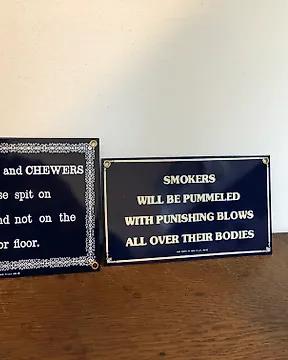 and CHEWERS
se spit on
nd not on the
or floor.
SMOKERS
WILL BE PUMMELED
WITH PUNISHING BLOWS
ALL OVER THEIR BODIES